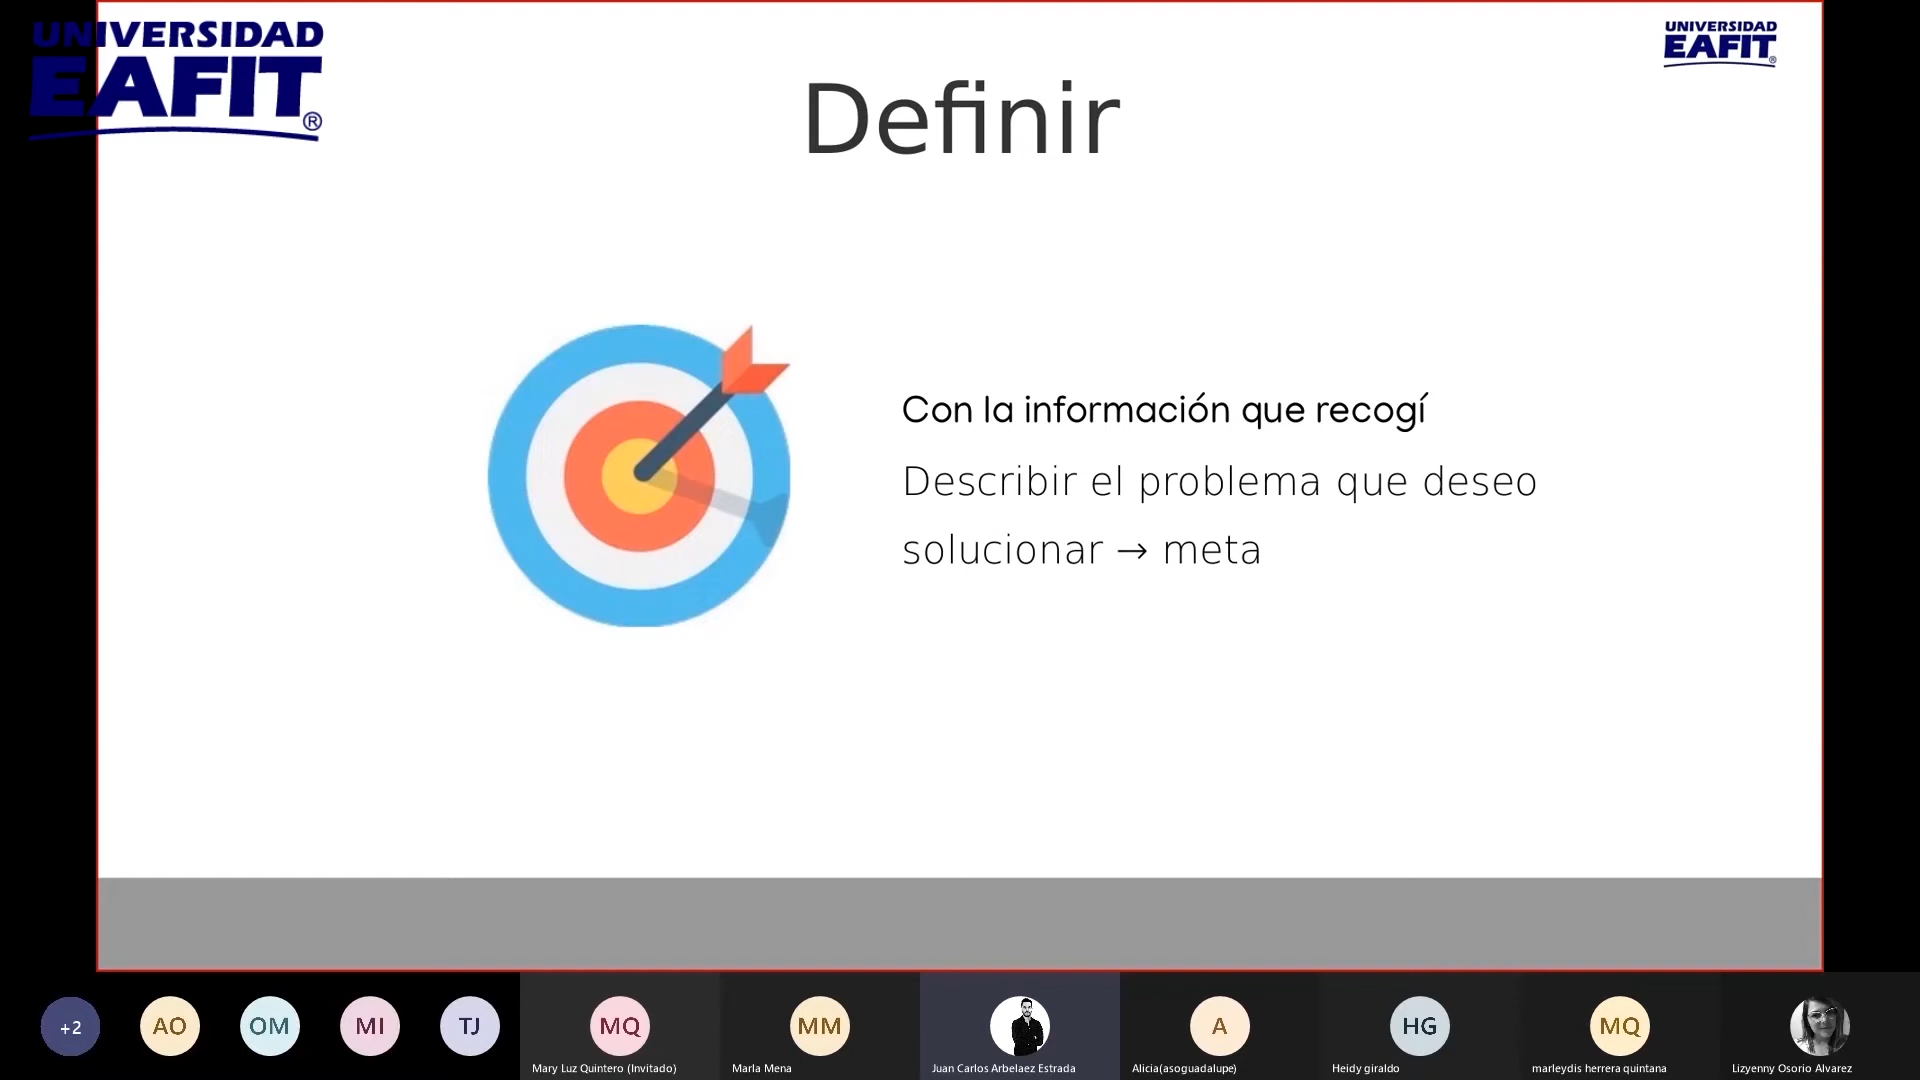 UNIVERSIDAD
EAFIT®
UNIVERSIDAD
EAFIT®
Definir
Con la información que recogí
Describir el problema que deseo
solucionar → meta
+2
AO
OM
MI
TJ
MQ
MM
A
HG
MQ
Mary Luz Quintero (Invitado)
Marla Mena
Juan Carlos Arbelaez Estrada
Alicia(asoguadalupe)
Heidy giraldo
marleydis herrera quintana
Lizyenny Osorio Alvarez